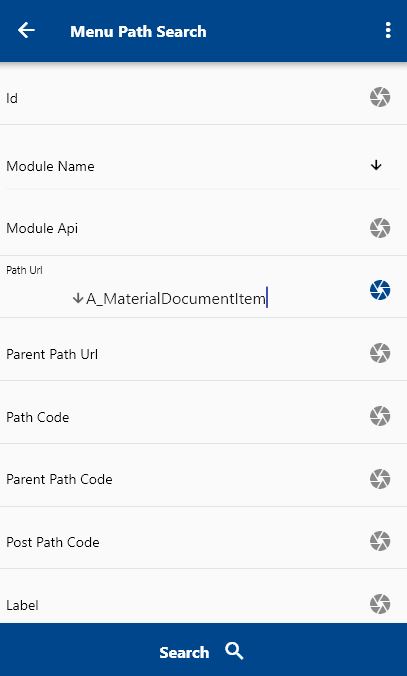 Menu Path Search
Id
Module Name
Module Api
Path Url
A_MaterialDocumentItem
Parent Path Url
Path Code
Parent Path Code
Post Path Code
Label
Search